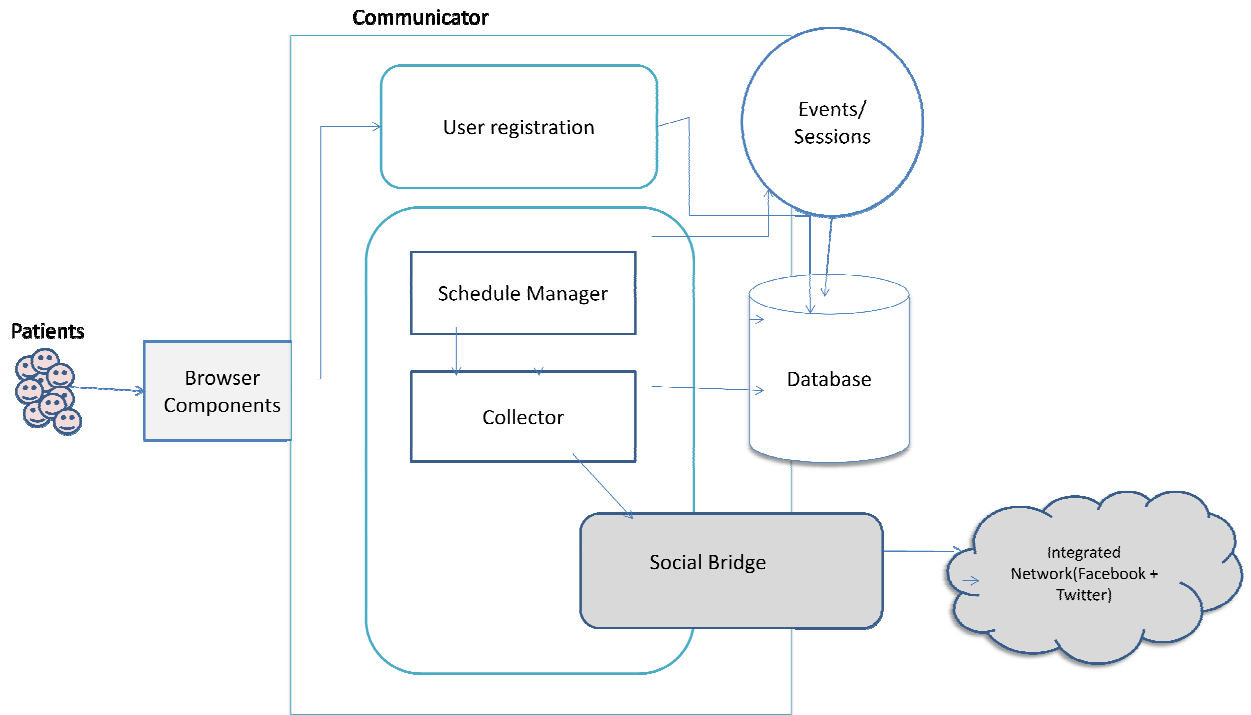 Communicator
User registration
Events/
Sessions
Schedule Manager
Patients
Browser
Components
Database
Collector
Social Bridge
Integrated
Network(Facebook +
Twitter)